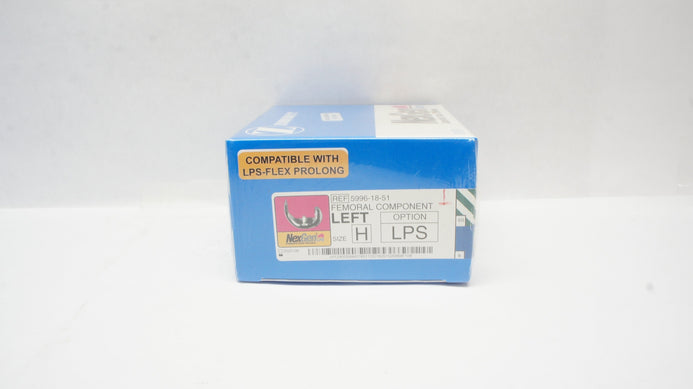 COMPATIBLE WITH
LPS-FLEX PROLONG
REF 5996-18-51
FEMORAL COMPONENT
LEFT
OPTION
SIZE H
LPS
NexGen